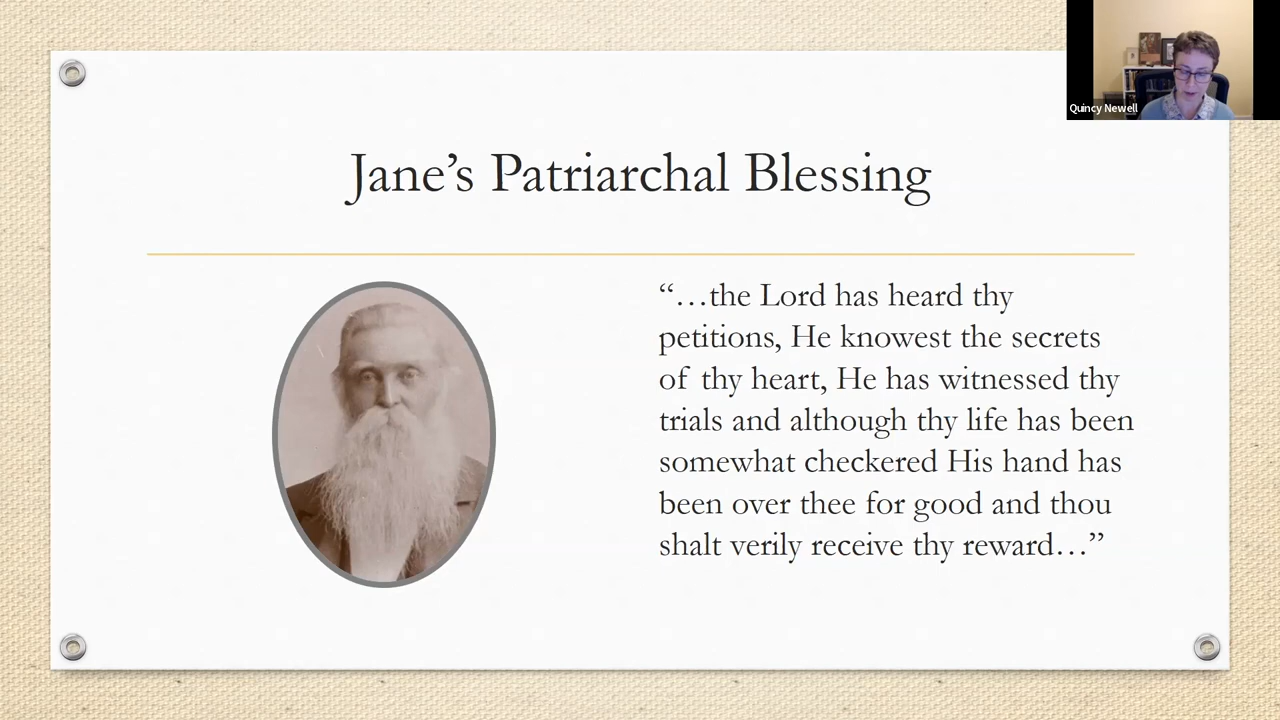 Quincy Newell
Jane’s Patriarchal Blessing
“…the Lord has heard thy
petitions, He knowest the secrets
of thy heart, He has witnessed thy
trials and although thy life has been
somewhat checkered His hand has
been over thee for good and thou
shalt verily receive thy reward…”